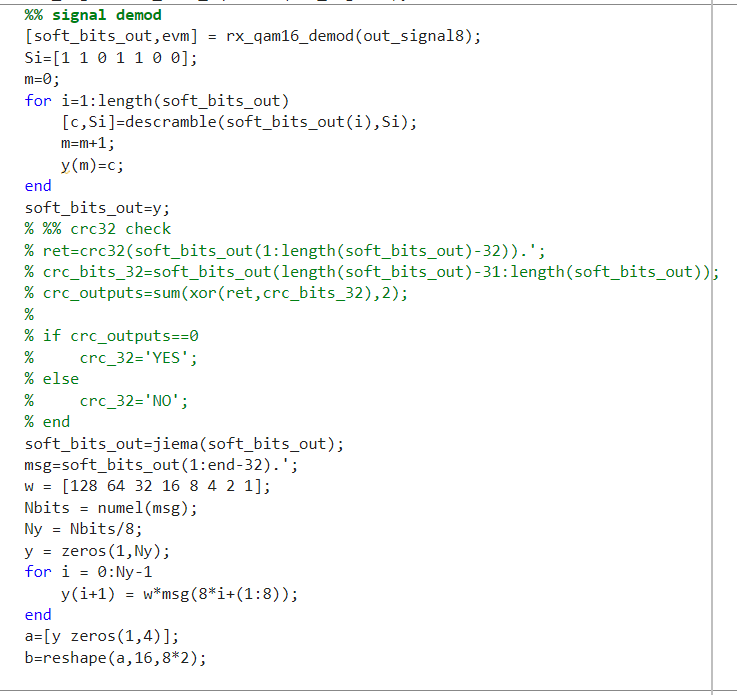 %% signal demod
[soft_bits_out,evm] = rx_qam16_demod(out_signal8);
Si=[1 1 0 1 1 0 0];
m=0;
for i=1:length(soft_bits_out)
    [c,Si]=descramble(soft_bits_out(i),Si);
    m=m+1;
    y(m)=c;
end
soft_bits_out=y;
% %% crc32 check
% ret=crc32(soft_bits_out(1:length(soft_bits_out)-32)).';
% crc_bits_32=soft_bits_out(length(soft_bits_out)-31:length(soft_bits_out));
% crc_outputs=sum(xor(ret,crc_bits_32),2);
%
% if crc_outputs==0
%     crc_32='YES';
% else
%     crc_32='NO';
% end
soft_bits_out=jiema(soft_bits_out);
msg=soft_bits_out(1:end-32).';
w = [128 64 32 16 8 4 2 1];
Nbits = numel(msg);
Ny = Nbits/8;
y = zeros(1,Ny);
for i = 0:Ny-1
    y(i+1) = w*msg(8*i+(1:8));
end
a=[y zeros(1,4)];
b=reshape(a,16,8*2);